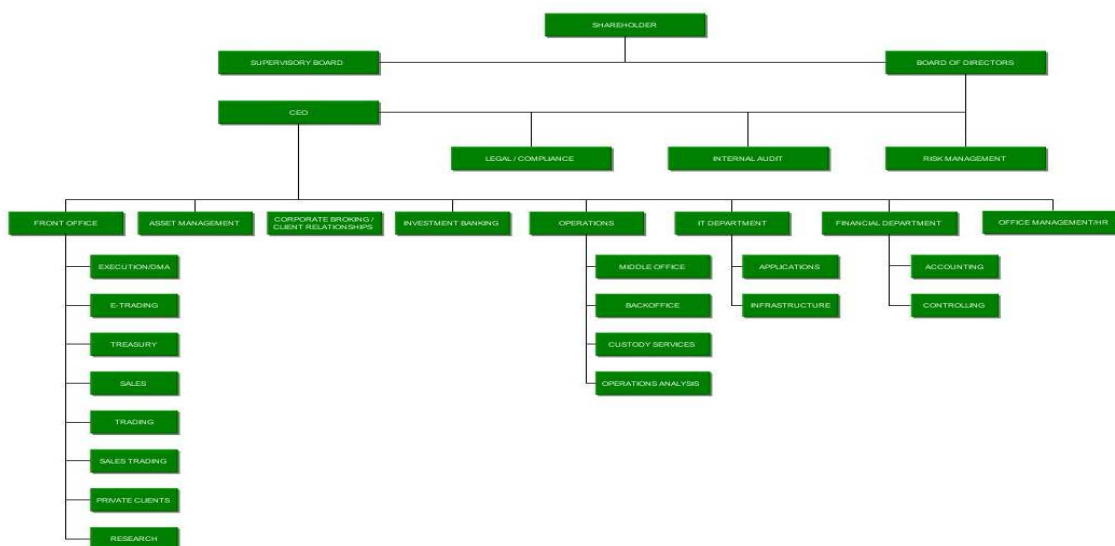 SHAREHOLDER
SUPERVISORY BOARD
BOARD OF DIRECTORS
CEO
LEGAL / COMPLIANCE
INTERNAL AUDIT
RISK MANAGEMENT
FRONT OFFICE
ASSET MANAGEMENT
CORPORATE BROKING /
CLIENT RELATIONSHIPS
INVESTMENT BANKING
OPERATIONS
IT DEPARTMENT
FINANCIAL DEPARTMENT
OFFICE MANAGEMENT/HR
EXECUTION/DMA
E-TRADING
TREASURY
SALES
TRADING
SALES TRADING
PRIVATE CLIENTS
RESEARCH
MIDDLE OFFICE
BACKOFFICE
CUSTODY SERVICES
OPERATIONS ANALYSIS
APPLICATIONS
INFRASTRUCTURE
ACCOUNTING
CONTROLLING